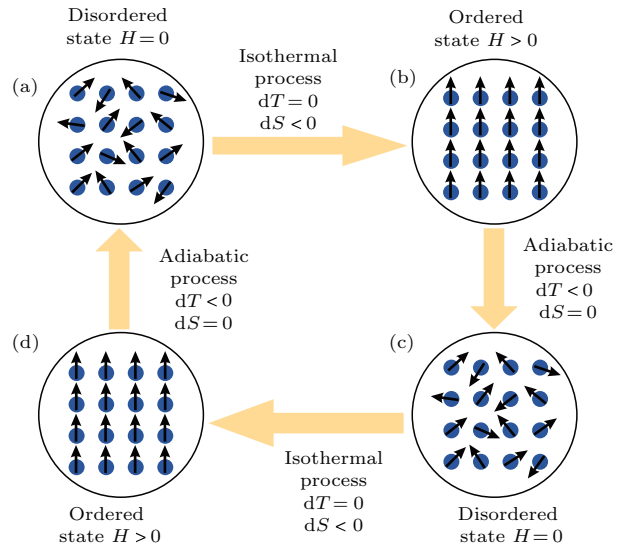 Disordered
state H = 0
Ordered
state H > 0
Isothermal
process
dT = 0
dS < 0
(a)
(b)
Adiabatic
process
dT < 0
dS = 0
Adiabatic
process
dT < 0
dS = 0
(d)
(c)
Isothermal
process
dT = 0
dS < 0
Ordered
state H > 0
Disordered
state H = 0